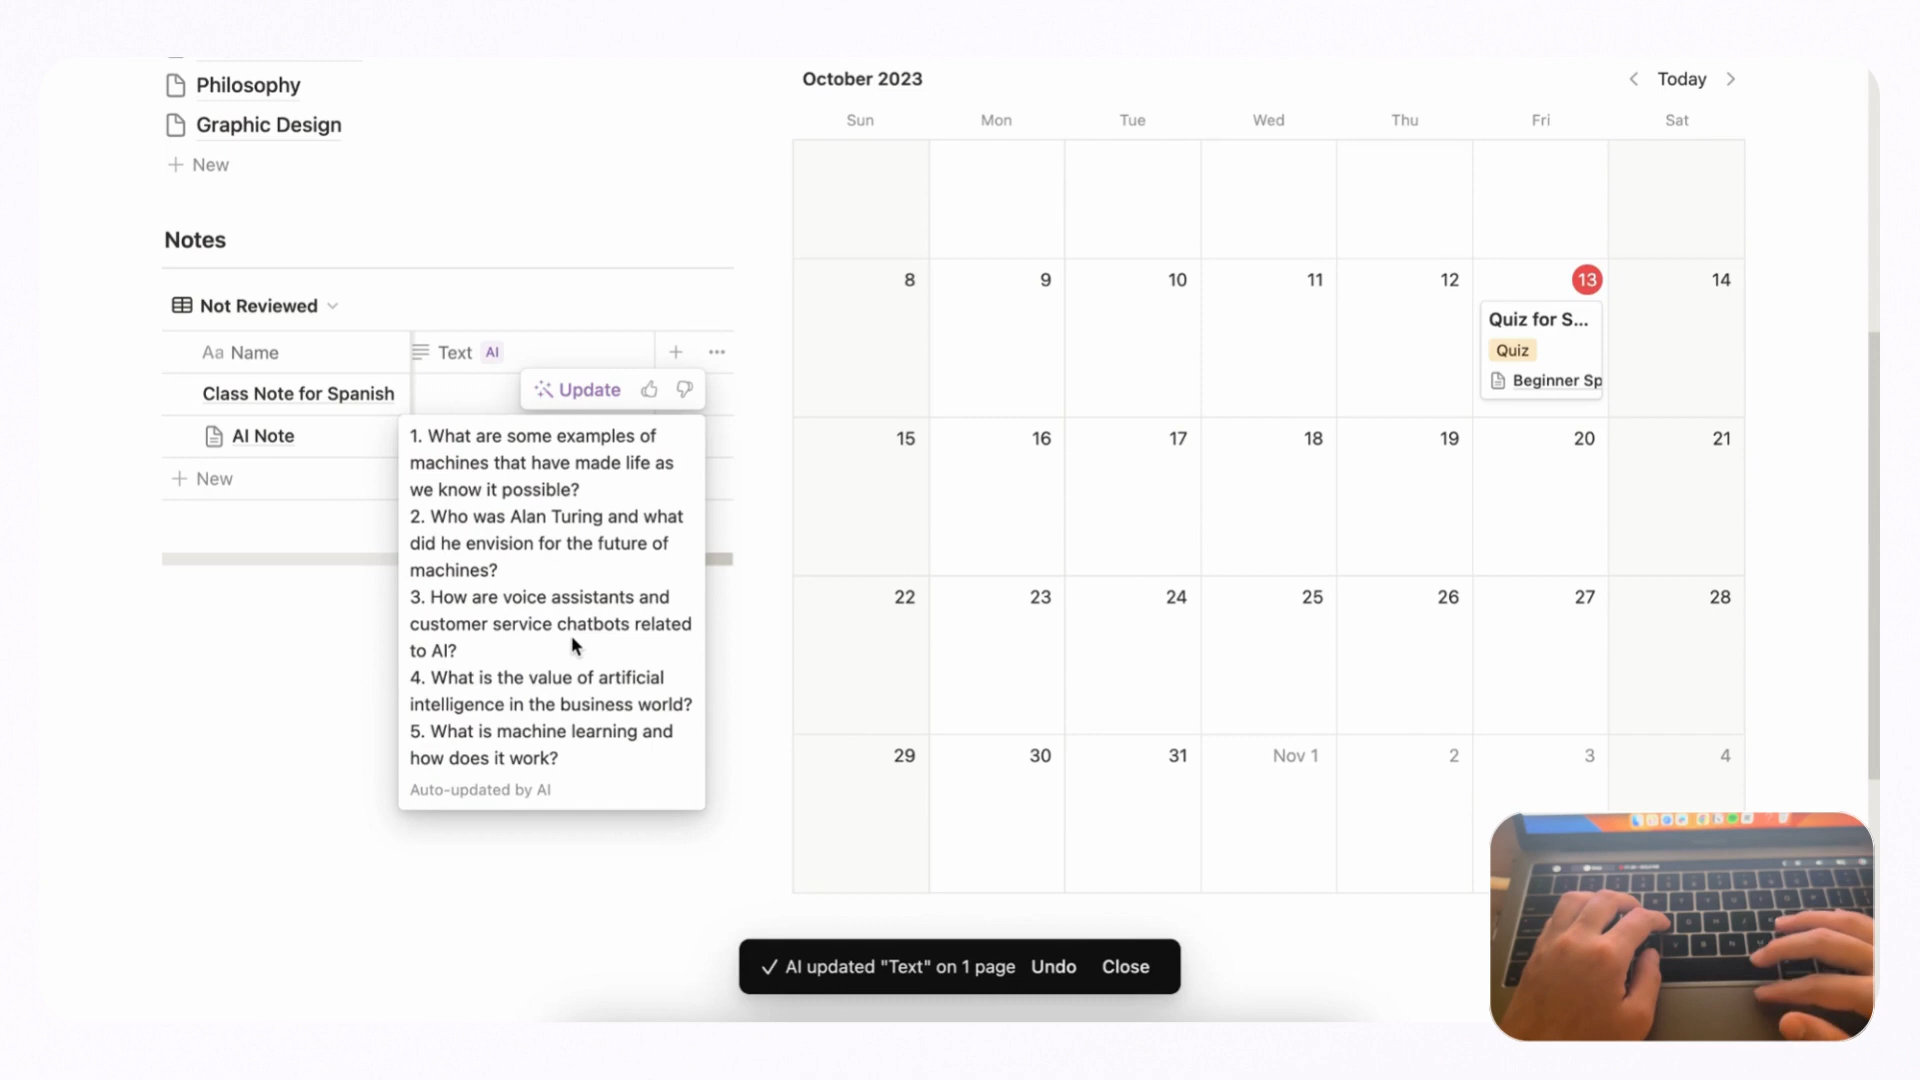 Philosophy
Graphic Design
New
Notes
Not Reviewed
Aa Name
Text AI
Class Note for Spanish
Update
AI Note
New
1. What are some examples of
machines that have made life as
we know it possible?
2. Who was Alan Turing and what
did he envision for the future of
machines?
3. How are voice assistants and
customer service chatbots related
to AI?
4. What is the value of artificial
intelligence in the business world?
5. What is machine learning and
how does it work?
Auto-updated by AI
October 2023
Today
Sun Mon Tue Wed Thu Fri Sat
8 9 10 11 12 13 14
Quiz for S...
Quiz
Beginner Sp
15 16 17 18 19 20 21
22 23 24 25 26 27 28
29 30 31 Nov 1 2 3 4
AI updated "Text" on 1 page Undo Close